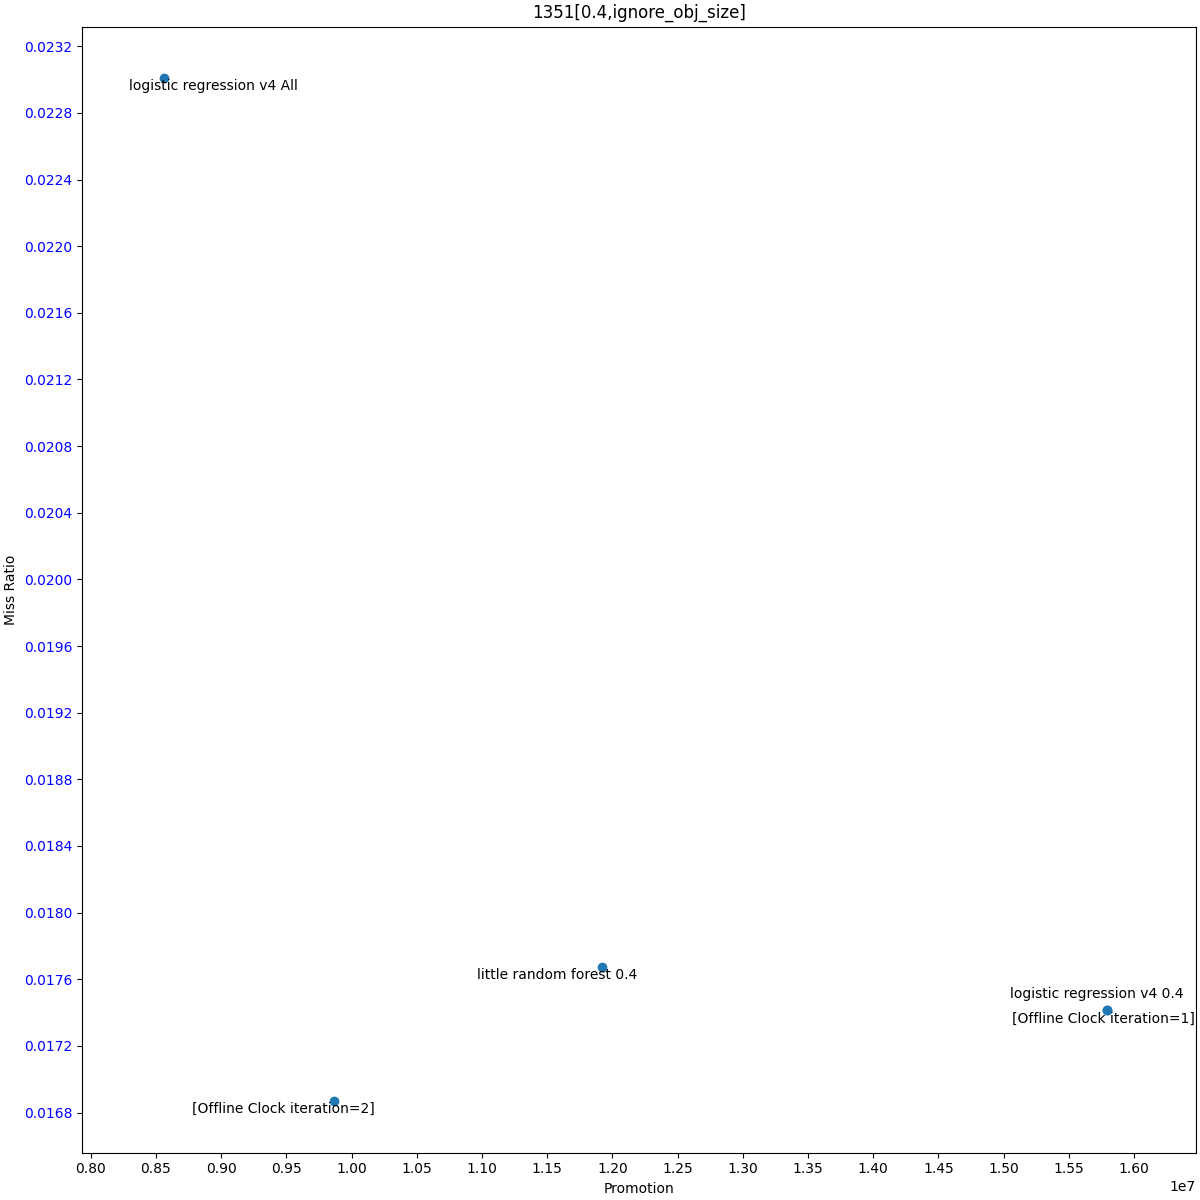 1351[0.4,ignore_obj_size]
0.0232
logistic regression v4 All
0.0228
0.0224
0.0220
0.0216
0.0212
0.0208
0.0204
0.0200
Miss Ratio
0.0196
0.0192
0.0188
0.0184
0.0180
little random forest 0.4
0.0176
logistic regression v4 0.4
[Offline Clock iteration=1]
0.0172
[Offline Clock iteration=2]
0.0168
0.80 0.85 0.90 0.95 1.00 1.05 1.10 1.15 1.20 1.25 1.30 1.35 1.40 1.45 1.50 1.55 1.60
1e7
Promotion